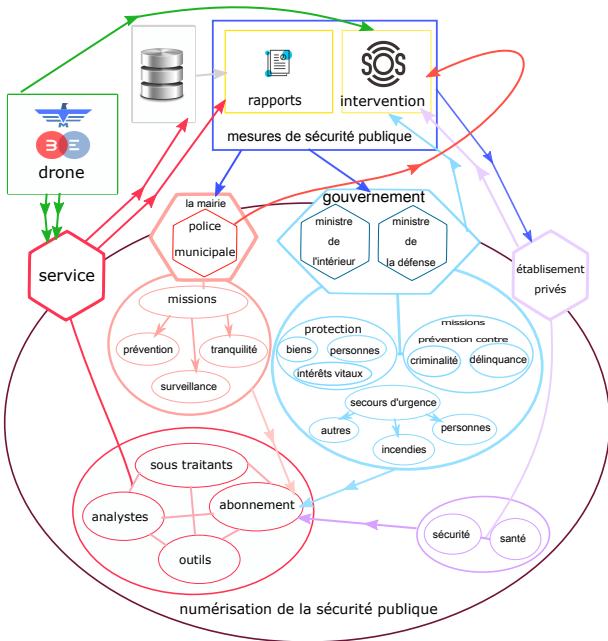 SOS
rapports
intervention
mesures de sécurité publique
drone
la mairie
police
municipale
gouvernement
ministre
de
l'intérieur
ministre
de
la défense
service
établisement
privés
missions
prévention
tranquilité
surveillance
protection
biens
personnes
intérêts vitaux
missions
prévention contre
criminalité
délinquance
secours d'urgence
autres
personnes
incendies
sous traitants
analystes
abonnement
outils
sécurité
santé
numérisation de la sécurité publique